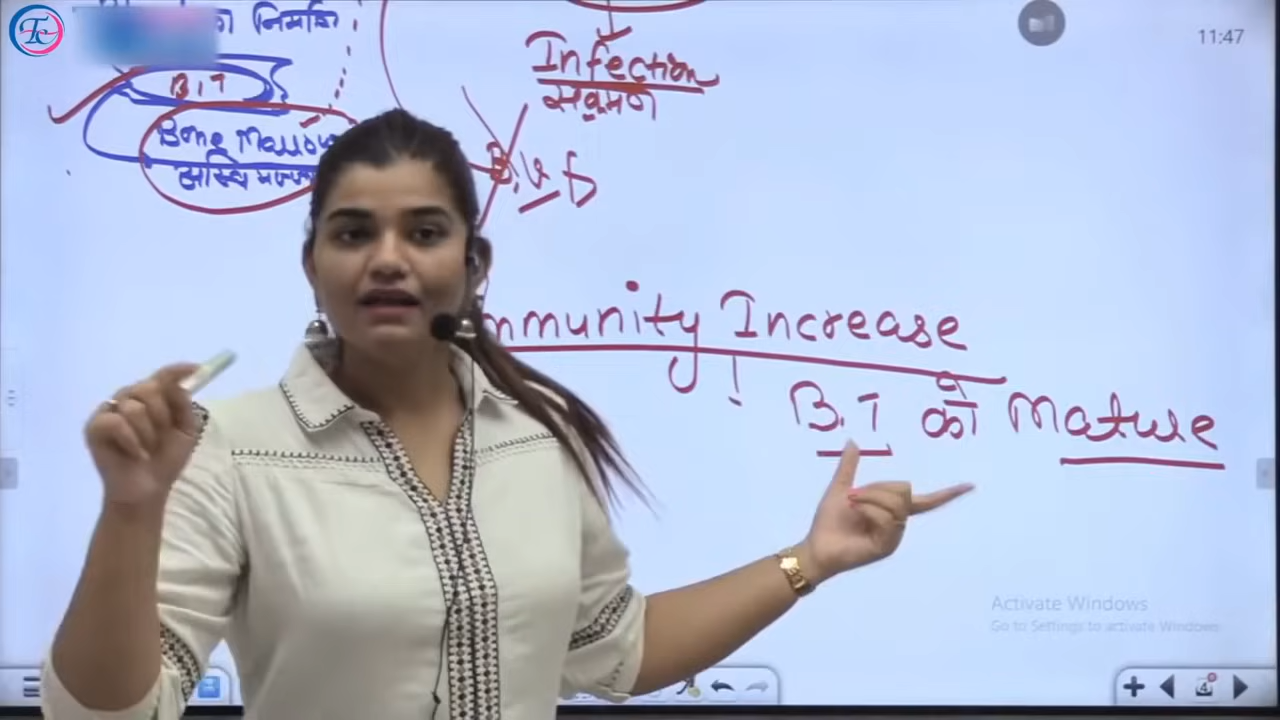 का निर्माण
B.T
Bone Marrow
अस्थि मज्जा
Infection
संक्रमण
B, V, f
11:47
mmunity Increase
B.T को Mature
Activate Windows
Go to Settings to activate Windows.
4